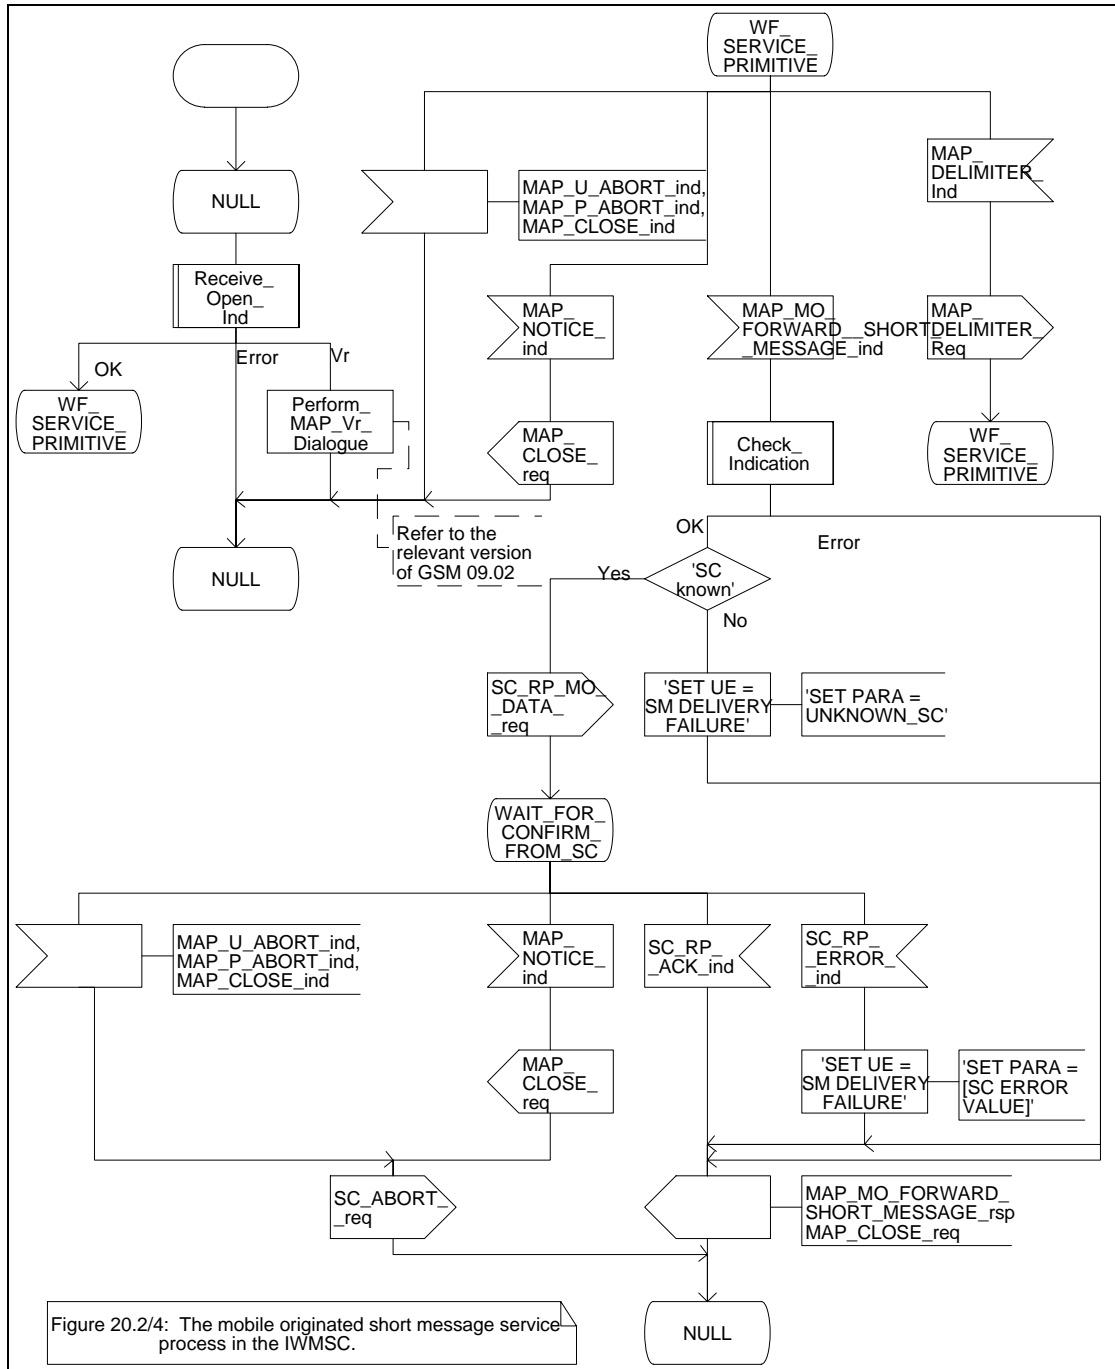 WF_
SERVICE_
PRIMITIVE
NULL
MAP_U_ABORT_ind,
MAP_P_ABORT_ind,
MAP_CLOSE_ind
MAP_
DELIMITER_
Ind
Receive_
Open_
Ind
OK
Error
Vr
WF_
SERVICE_
PRIMITIVE
Perform_
MAP_Vr_
Dialogue
MAP_
NOTICE_
ind
MAP_MO_
FORWARD__SHORT_
_MESSAGE_ind
MAP_
DELIMITER_
Req
MAP_
CLOSE_
req
Check_
Indication
WF_
SERVICE_
PRIMITIVE
Refer to the
relevant version
of GSM 09.02
NULL
OK
Error
Yes
'SC
known'
No
SC_RP_MO_
_DATA_
_req
'SET UE =
SM DELIVERY
FAILURE'
'SET PARA =
UNKNOWN_SC'
WAIT_FOR_
CONFIRM_
FROM_SC
MAP_U_ABORT_ind,
MAP_P_ABORT_ind,
MAP_CLOSE_ind
MAP_
NOTICE_
ind
SC_RP_
_ACK_ind
SC_RP_
_ERROR_
_ind
MAP_
CLOSE_
req
'SET UE =
SM DELIVERY
FAILURE'
'SET PARA =
[SC ERROR
VALUE]'
SC_ABORT_
_req
MAP_MO_FORWARD_
SHORT_MESSAGE_rsp
MAP_CLOSE_req
NULL
Figure 20.2/4: The mobile originated short message service
process in the IWMSC.